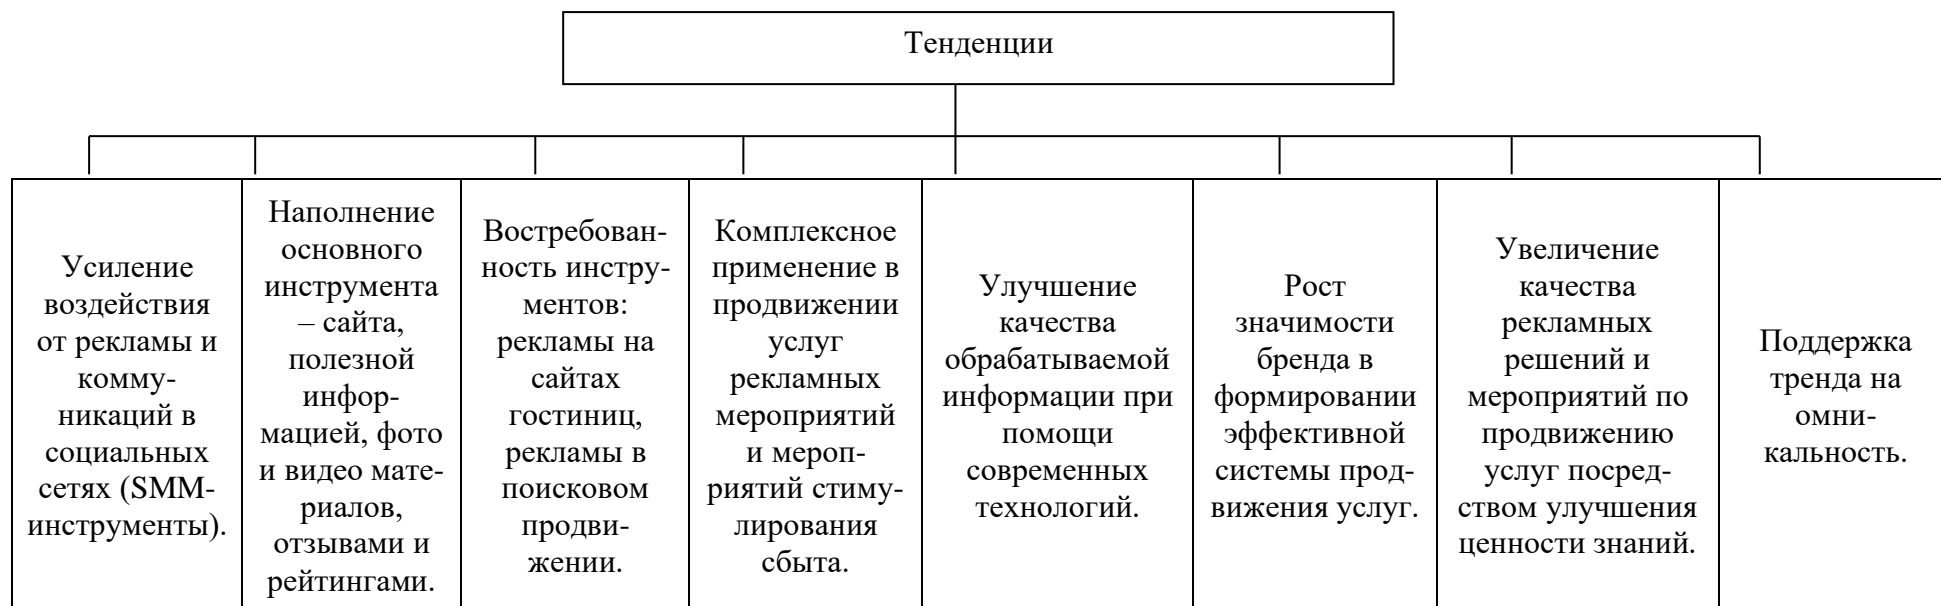 Тенденции
Усиление
воздействия
от рекламы и
комму-
никаций в
социальных
сетях (SMM-
инструменты).
Наполнение
основного
инструмента
– сайта,
полезной
инфор-
мацией, фото
и видео мате-
риалов,
отзывами и
рейтингами.
Востребован-
ность инстру-
ментов:
рекламы на
сайтах
гостиниц,
рекламы в
поисковом
продви-
жении.
Комплексное
применение в
продвижении
услуг
рекламных
мероприятий
и мероп-
риятий стиму-
лирования
сбыта.
Улучшение
качества
обрабатываемой
информации при
помощи
современных
технологий.
Рост
значимости
бренда в
формировании
эффективной
системы прод-
вижения услуг.
Увеличение
качества
рекламных
решений и
мероприятий по
продвижению
услуг посред-
ством улучшения
ценности знаний.
Поддержка
тренда на
омни-
кальность.